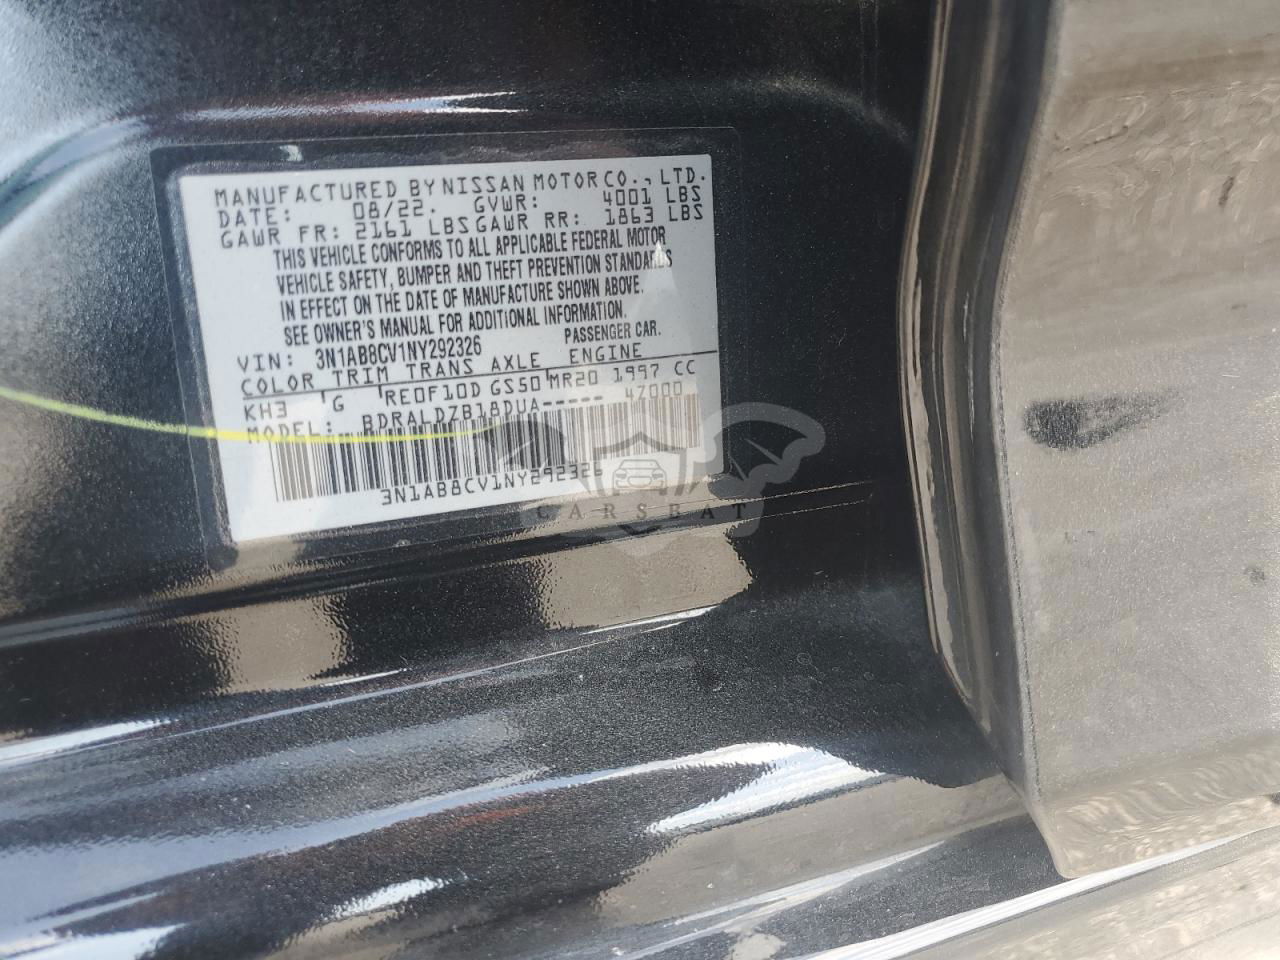 MANUFACTURED BY NISSAN MOTOR CO., LTD.
DATE: 08/22. GVWR: 4001 LBS
GAWR FR: 2161 LBS GAWR RR: 1863 LBS
THIS VEHICLE CONFORMS TO ALL APPLICABLE FEDERAL MOTOR
VEHICLE SAFETY, BUMPER AND THEFT PREVENTION STANDARDS
IN EFFECT ON THE DATE OF MANUFACTURE SHOWN ABOVE.
SEE OWNER'S MANUAL FOR ADDITIONAL INFORMATION.
VIN: 3N1AB8CV1NY292326 PASSENGER CAR.
COLOR TRIM TRANS AXLE ENGINE
KH3 G RE0F10D GS50 MR20 1997 CC
MODEL: BDRALDZB18DUA----- 47000
3N1AB8CV1NY292326
CARSBAT